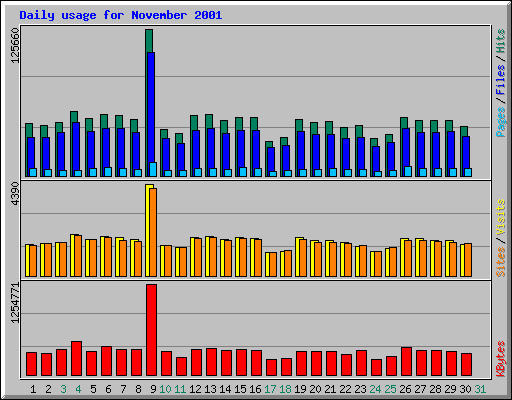 Daily usage for November 2001
125660
Pages / Files / Hits
4390
Sites / Visits
1254771
KBytes
1 2 3 4 5 6 7 8 9 10 11 12 13 14 15 16 17 18 19 20 21 22 23 24 25 26 27 28 29 30 31